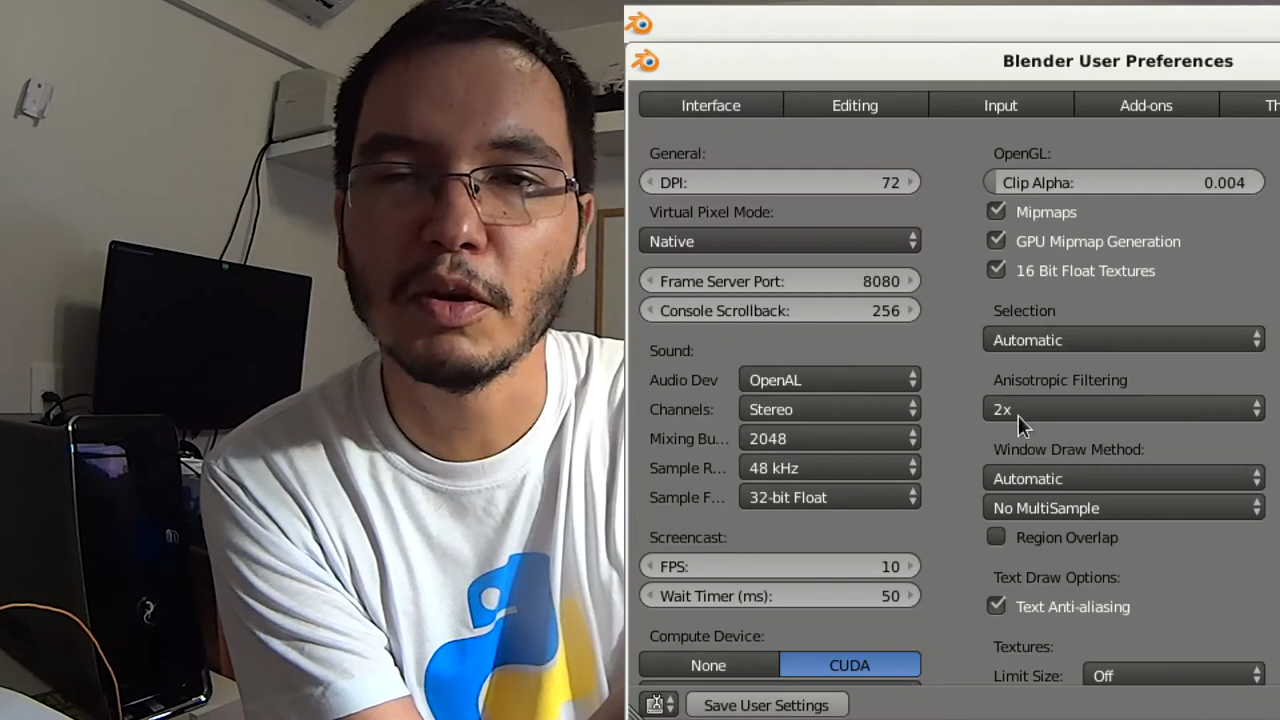 Blender User Preferences
Interface Editing Input Add-ons Th
General:
DPI: 72
Virtual Pixel Mode:
Native
Frame Server Port: 8080
Console Scrollback: 256
Sound:
Audio Dev OpenAL
Channels: Stereo
Mixing Bu... 2048
Sample R... 48 kHz
Sample F... 32-bit Float
Screencast:
FPS: 10
Wait Timer (ms): 50
Compute Device:
None CUDA
OpenGL:
Clip Alpha: 0.004
Mipmaps
GPU Mipmap Generation
16 Bit Float Textures
Selection
Automatic
Anisotropic Filtering
2x
Window Draw Method:
Automatic
No MultiSample
Region Overlap
Text Draw Options:
Text Anti-aliasing
Textures:
Limit Size: Off
Save User Settings